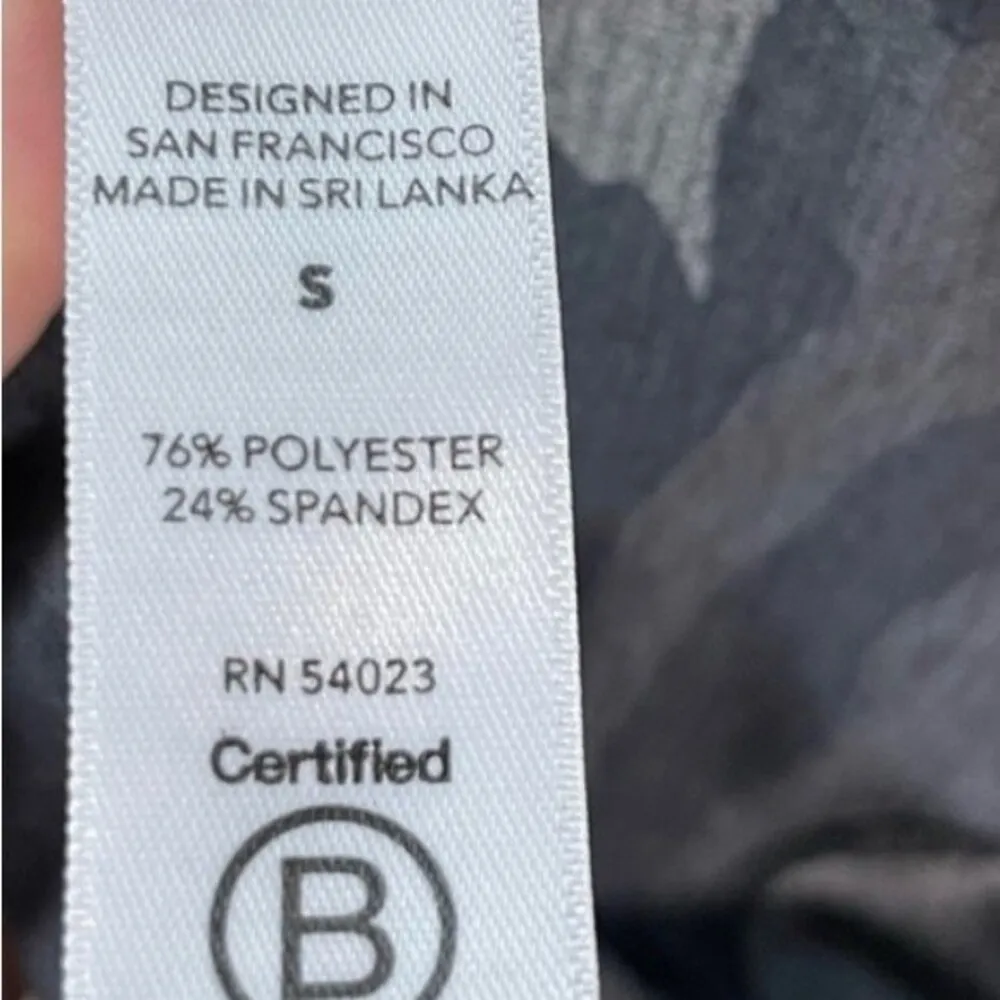 DESIGNED IN
SAN FRANCISCO
MADE IN SRI LANKA
S
76% POLYESTER
24% SPANDEX
RN 54023
Certified
B